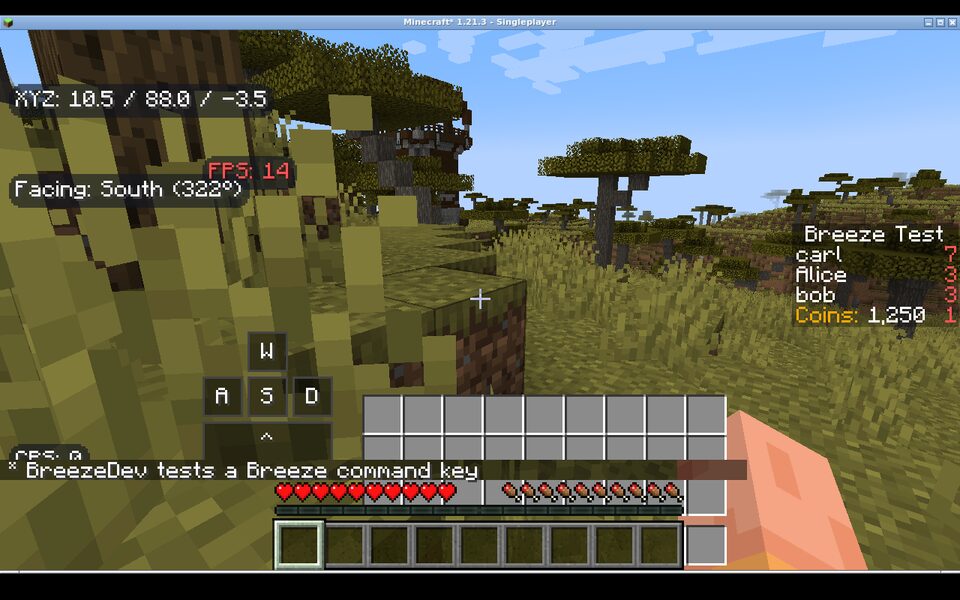 Minecraft* 1.21.3 - Singleplayer
XYZ: 10.5 / 88.0 / -3.5
FPS: 14
Facing: South (322°)
Breeze Test
carl 7
Alice 3
bob 3
Coins: 1,250 1
W
A S D
^
CPS: 0
* BreezeDev tests a Breeze command key